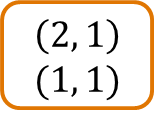 (2, 1)
(1, 1)